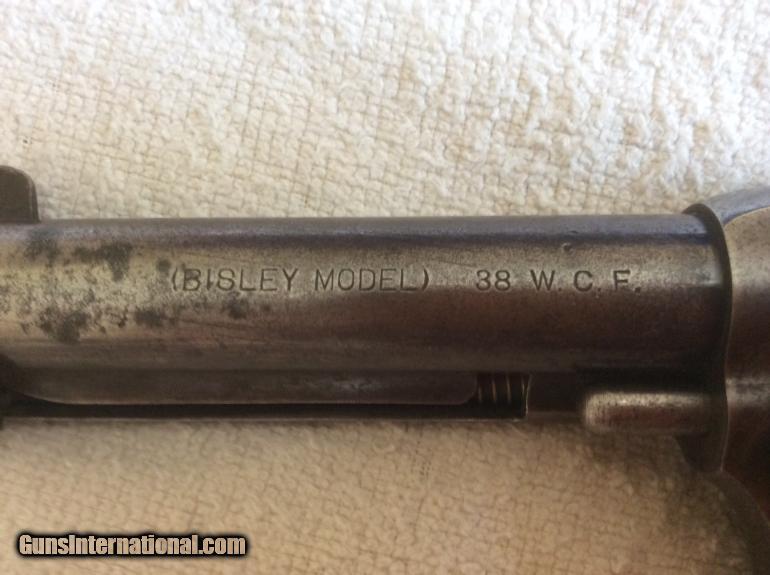 (BISLEY MODEL) 38 W. C. F.
GunsInternational.com